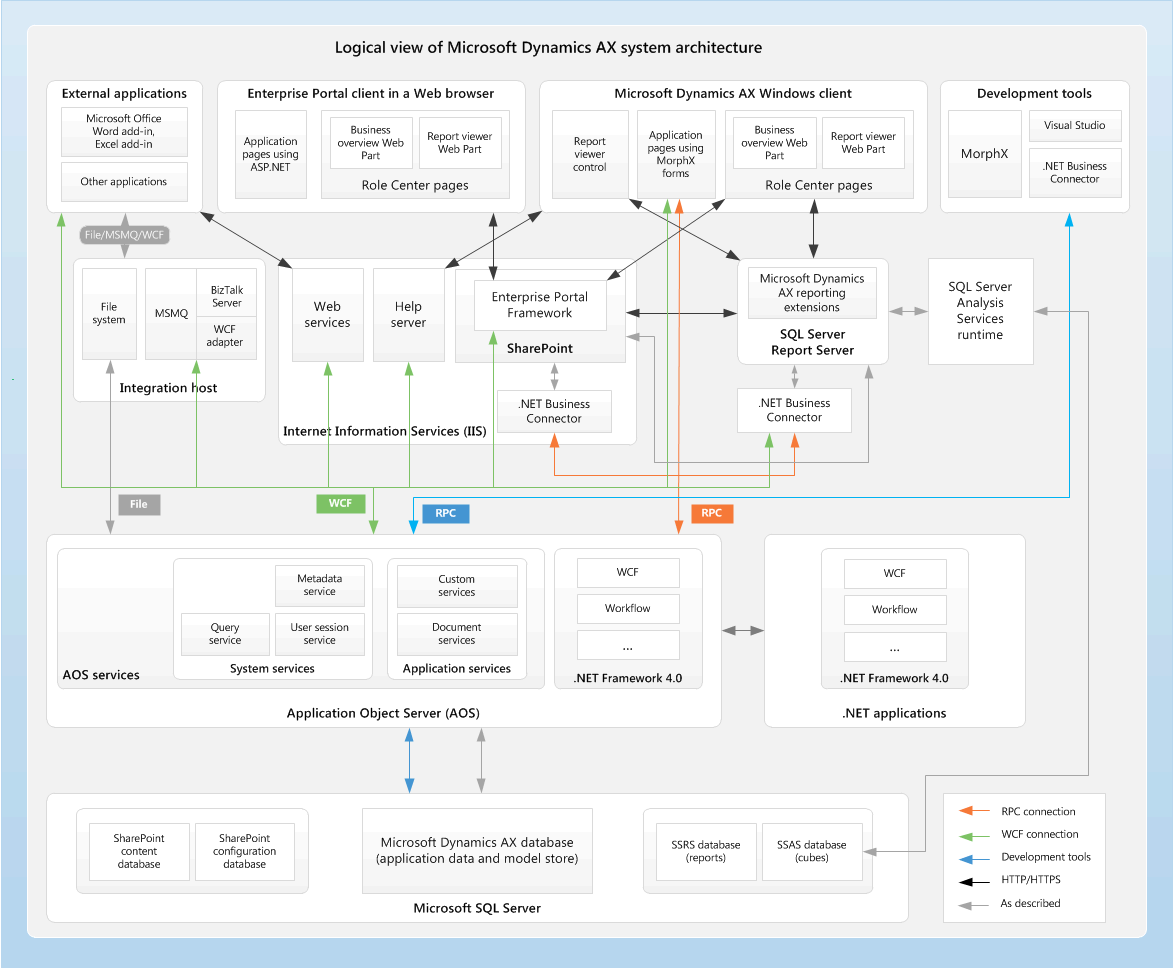 Logical view of Microsoft Dynamics AX system architecture
External applications
Microsoft Office
Word add-in,
Excel add-in
Other applications
Enterprise Portal client in a Web browser
Application
pages using
ASP.NET
Business
overview Web
Part
Report viewer
Web Part
Role Center pages
Microsoft Dynamics AX Windows client
Report
viewer
control
Application
pages using
MorphX
forms
Business
overview Web
Part
Report viewer
Web Part
Role Center pages
Development tools
MorphX
Visual Studio
.NET Business
Connector
File/MSMQ/WCF
File
system
MSMQ
BizTalk
Server
WCF
adapter
Integration host
Web
services
Help
server
Enterprise Portal
Framework
SharePoint
.NET Business
Connector
Internet Information Services (IIS)
Microsoft Dynamics
AX reporting
extensions
SQL Server
Report Server
.NET Business
Connector
SQL Server
Analysis
Services
runtime
File
WCF
RPC
RPC
Metadata
service
Query
service
User session
service
System services
Custom
services
Document
services
Application services
AOS services
WCF
Workflow
...
.NET Framework 4.0
Application Object Server (AOS)
WCF
Workflow
...
.NET Framework 4.0
.NET applications
SharePoint
content
database
SharePoint
configuration
database
Microsoft Dynamics AX database
(application data and model store)
SSRS database
(reports)
SSAS database
(cubes)
Microsoft SQL Server
RPC connection
WCF connection
Development tools
HTTP/HTTPS
As described